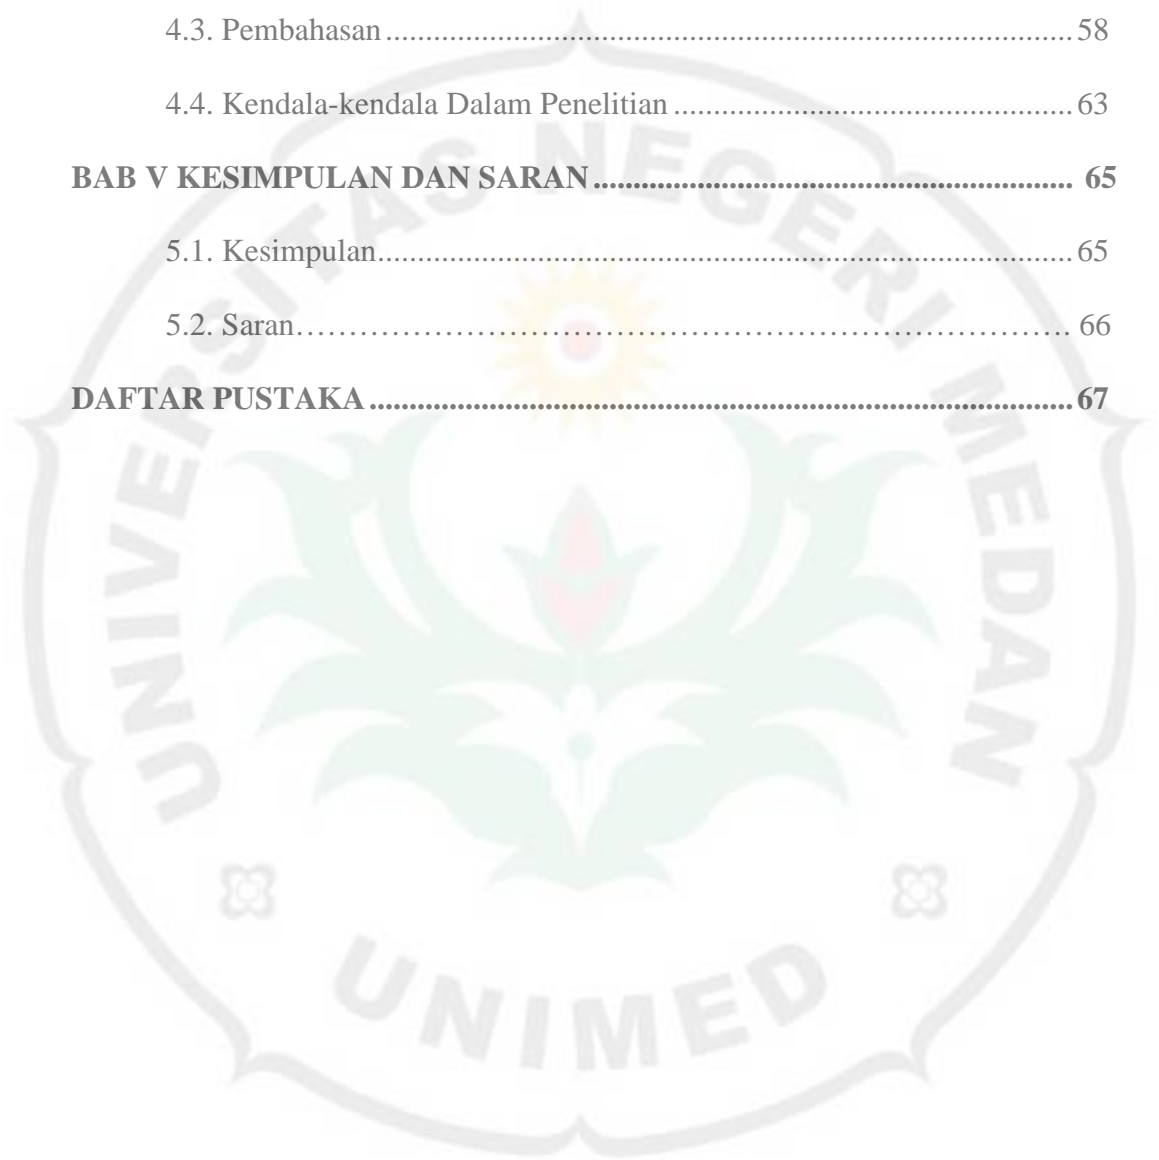 4.3. Pembahasan ........................................................................................ 58
4.4. Kendala-kendala Dalam Penelitian ................................................... 63
BAB V KESIMPULAN DAN SARAN ............................................................. 65
5.1. Kesimpulan......................................................................................... 65
5.2. Saran………………………………………………………………… 66
DAFTAR PUSTAKA .......................................................................................... 67
UNIVERSITAS NEGERI MEDAN
UNIMED